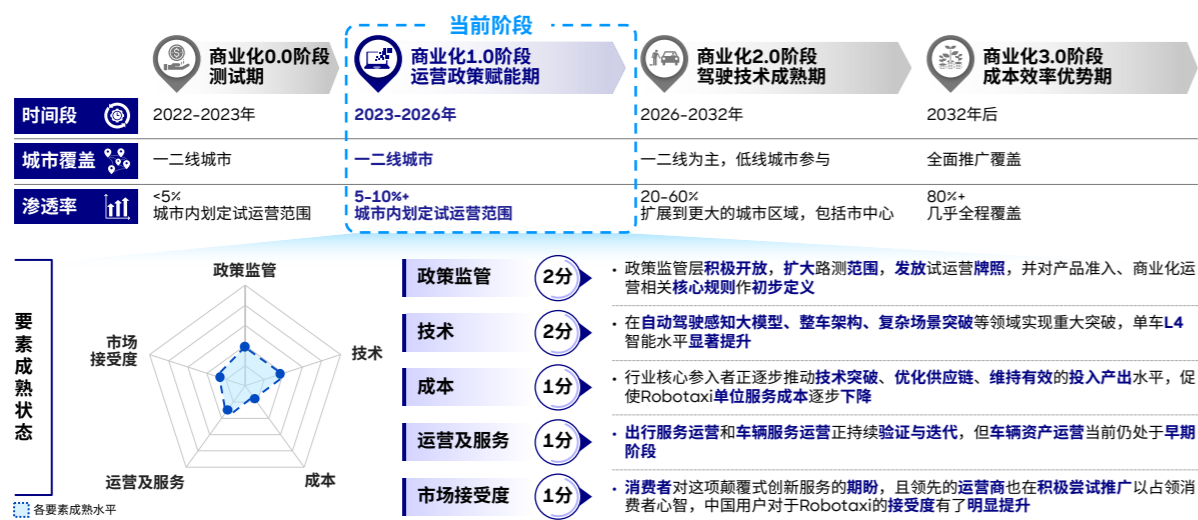 当前阶段
商业化0.0阶段
测试期
商业化1.0阶段
运营政策赋能期
商业化2.0阶段
驾驶技术成熟期
商业化3.0阶段
成本效率优势期
时间段
2022-2023年
2023-2026年
2026-2032年
2032年后
城市覆盖
一二线城市
一二线城市
一二线为主，低线城市参与
全面推广覆盖
渗透率
<5%
城市内划定试运营范围
5-10%+
城市内划定试运营范围
20-60%
扩展到更大的城市区域，包括市中心
80%+
几乎全程覆盖
要素成熟状态
政策监管
技术
成本
运营及服务
市场
接受度
各要素成熟水平
政策监管
2分
• 政策监管层积极开放，扩大路测范围，发放试运营牌照，并对产品准入、商业化运
营相关核心规则作初步定义
技术
2分
• 在自动驾驶感知大模型、整车架构、复杂场景突破等领域实现重大突破，单车L4
智能水平显著提升
成本
1分
• 行业核心参入者正逐步推动技术突破、优化供应链、维持有效的投入产出水平，促
使Robotaxi单位服务成本逐步下降
运营及服务
1分
• 出行服务运营和车辆服务运营正持续验证与迭代，但车辆资产运营当前仍处于早期
阶段
市场接受度
1分
• 消费者对这项颠覆式创新服务的期盼，且领先的运营商也在积极尝试推广以占领消
费者心智，中国用户对于Robotaxi的接受度有了明显提升